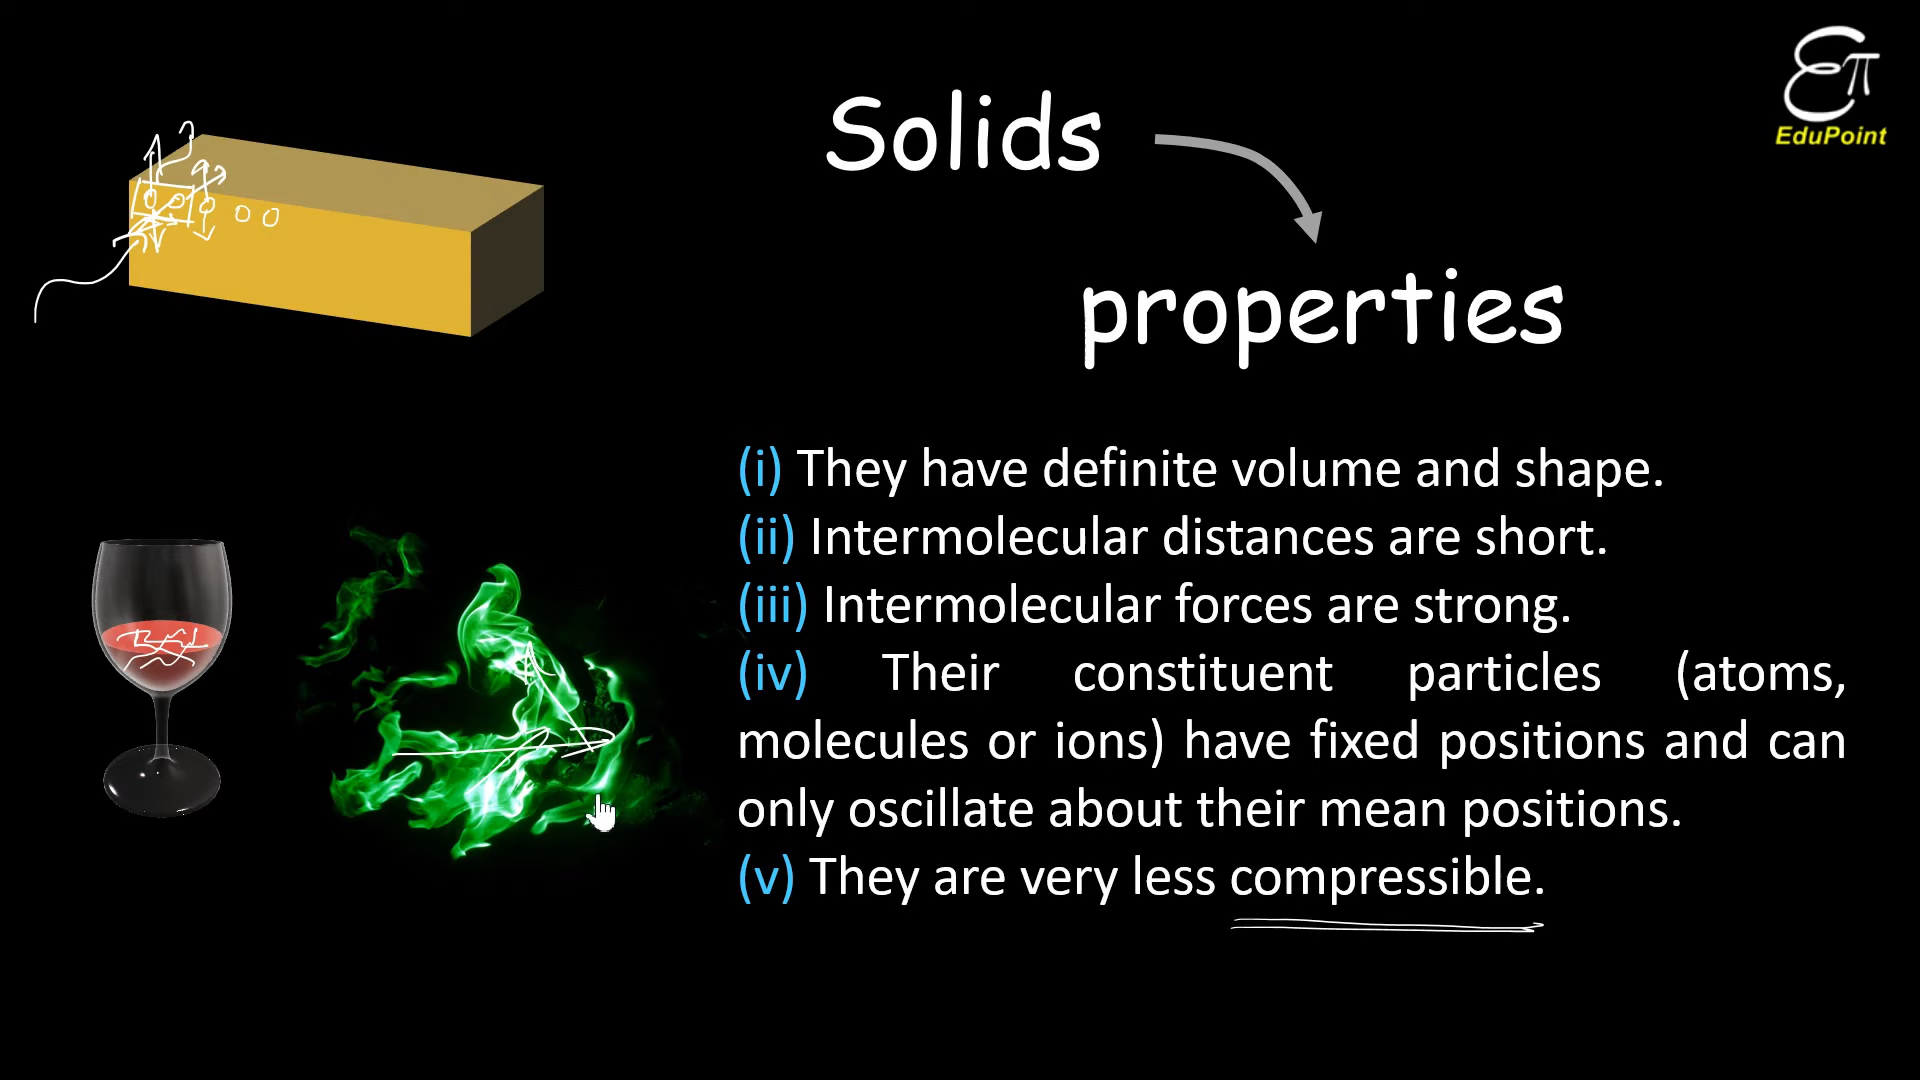 επ
EduPoint
Solids
properties
(i) They have definite volume and shape.
(ii) Intermolecular distances are short.
(iii) Intermolecular forces are strong.
(iv) Their constituent particles (atoms,
molecules or ions) have fixed positions and can
only oscillate about their mean positions.
(v) They are very less compressible.